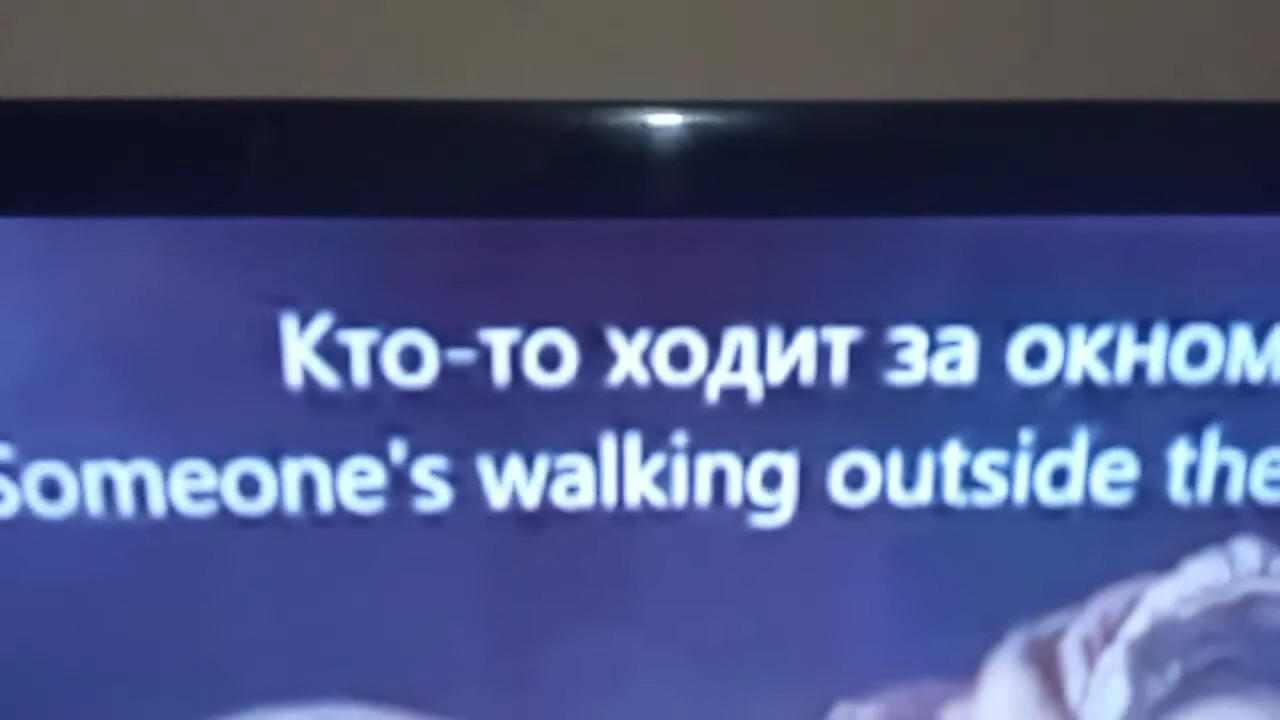 Кто-то ходит за окном
Someone's walking outside the